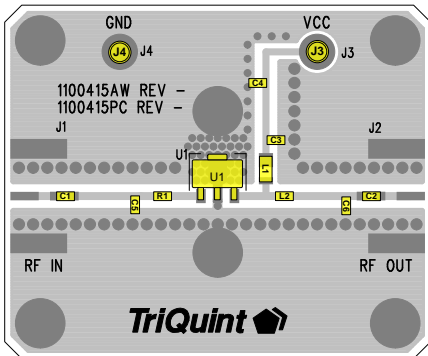 GND VCC
J4 J4 J3 J3
C4
1100415AW REV -
1100415PC REV -
J1 J2
C3
U1
U1 L1
C1 R1 L2 C2
C5 C6
RF IN RF OUT
TriQuint